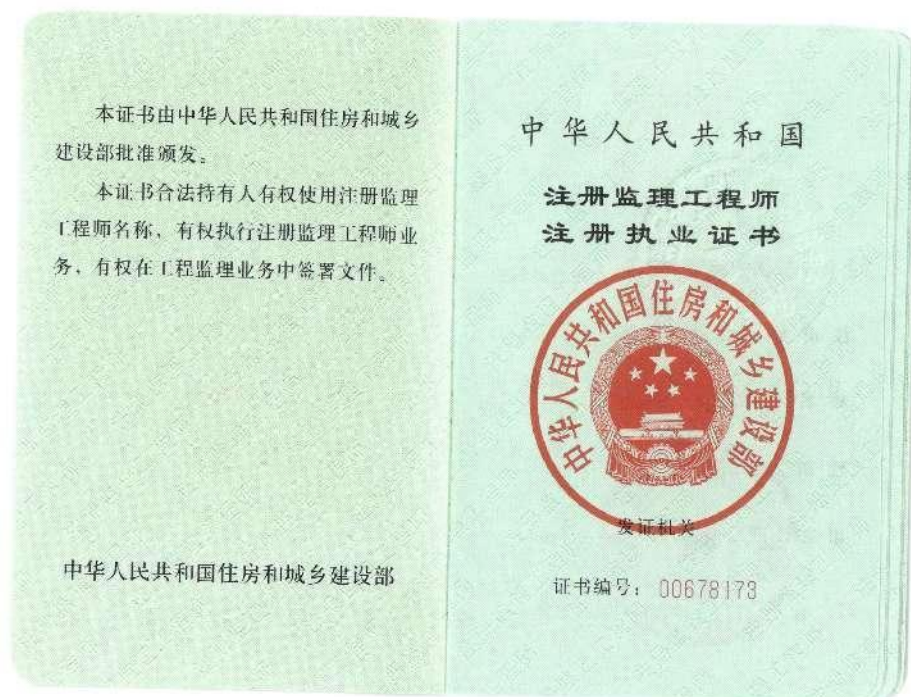 本证书由中华人民共和国住房和城乡
建设部批准颁发。
本证书合法持有人有权使用注册监理
工程师名称，有权执行注册监理工程师业
务，有权在工程监理业务中签署文件。
中华人民共和国住房和城乡建设部
中华人民共和国
注册监理工程师
注册执业证书
中华人民共和国住房和城乡建设部
发证机关
证书编号：00678173